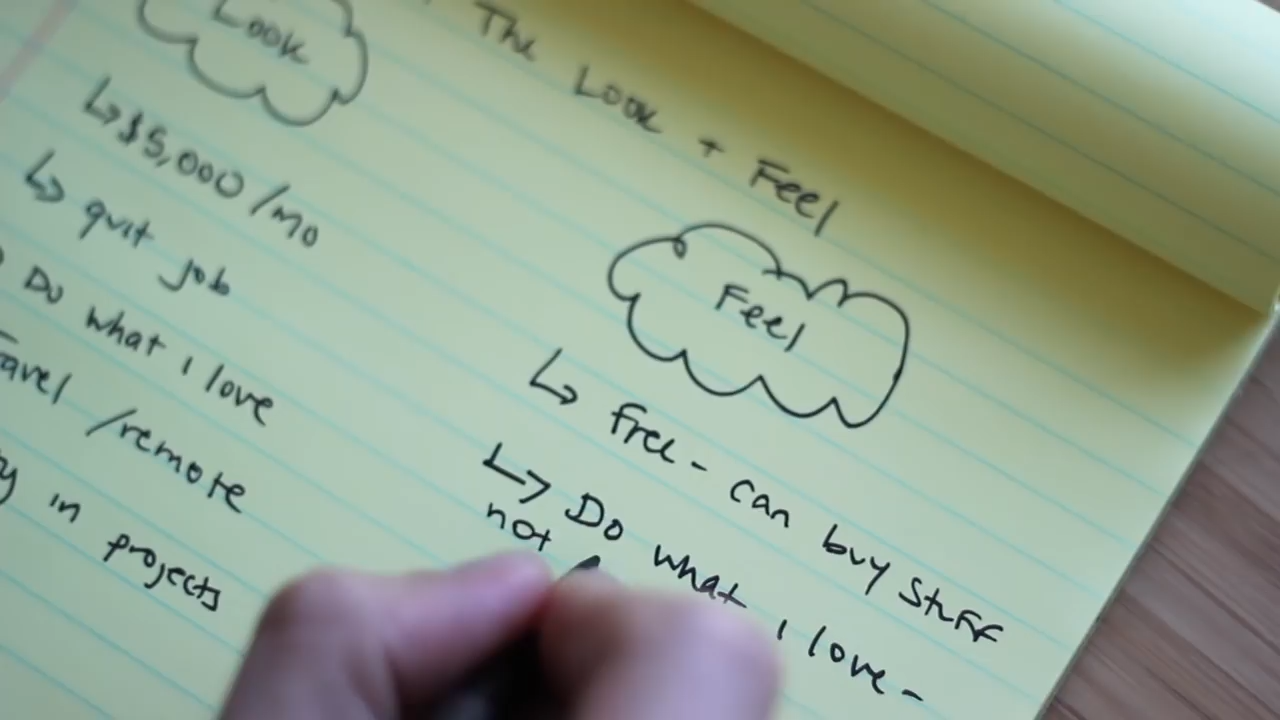 The Look + Feel
Look
$5,000/mo
quit job
Do what I love
/remote
in projects
Feel
free - can buy stuff
Do what I love -
not